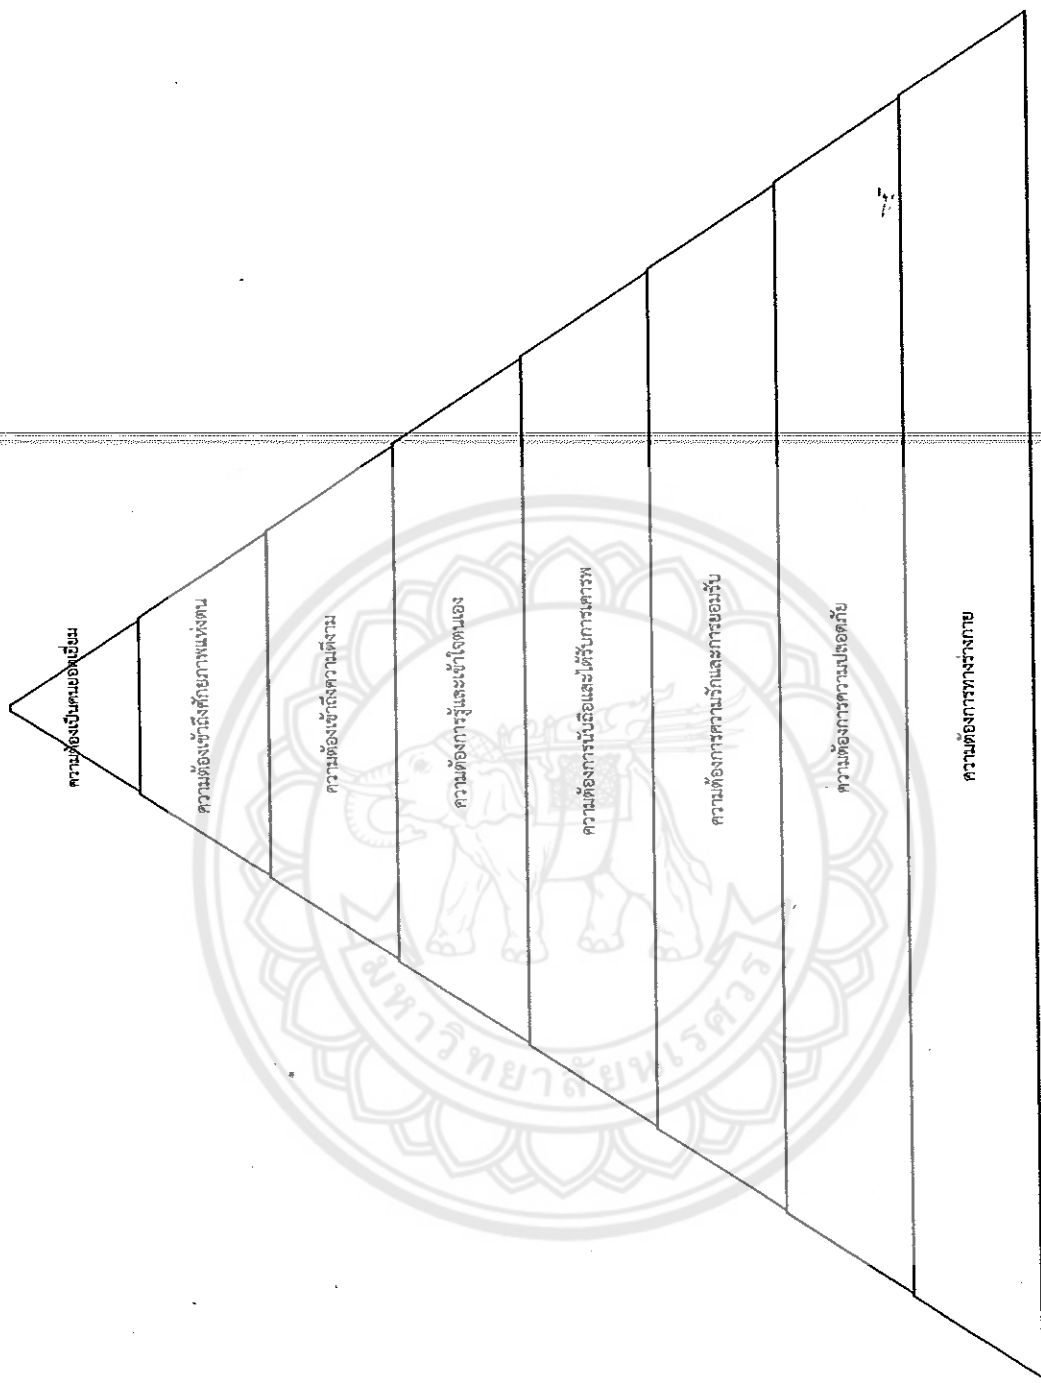 ความต้องเป็นคนยอดเยี่ยม
ความต้องเข้าถึงศักยภาพแห่งตน
ความต้องเข้าถึงความดีงาม
ความต้องการรู้และเข้าใจตนเอง
ความต้องการนับถือและได้รับการเคารพ
ความต้องการความรักและการยอมรับ
ความต้องการความปลอดภัย
ความต้องการทางร่างกาย
มหาวิทยาลัยนเรศวร